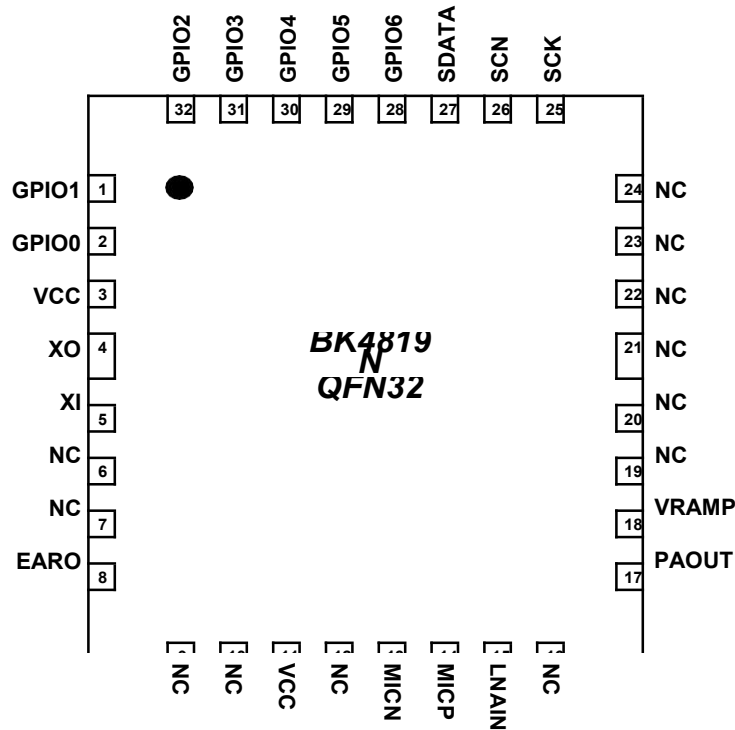 GPIO2 GPIO3 GPIO4 GPIO5 GPIO6 SDATA SCN SCK
32 31 30 29 28 27 26 25
GPIO1 1 24 NC
GPIO0 2 23 NC
VCC 3 22 NC
XO 4 21 NC
BK4819
N
QFN32
XI 5 20 NC
NC 6 19 NC
NC 7 18 VRAMP
EARO 8 17 PAOUT
NC NC VCC NC MICN MICP LNAIN NC